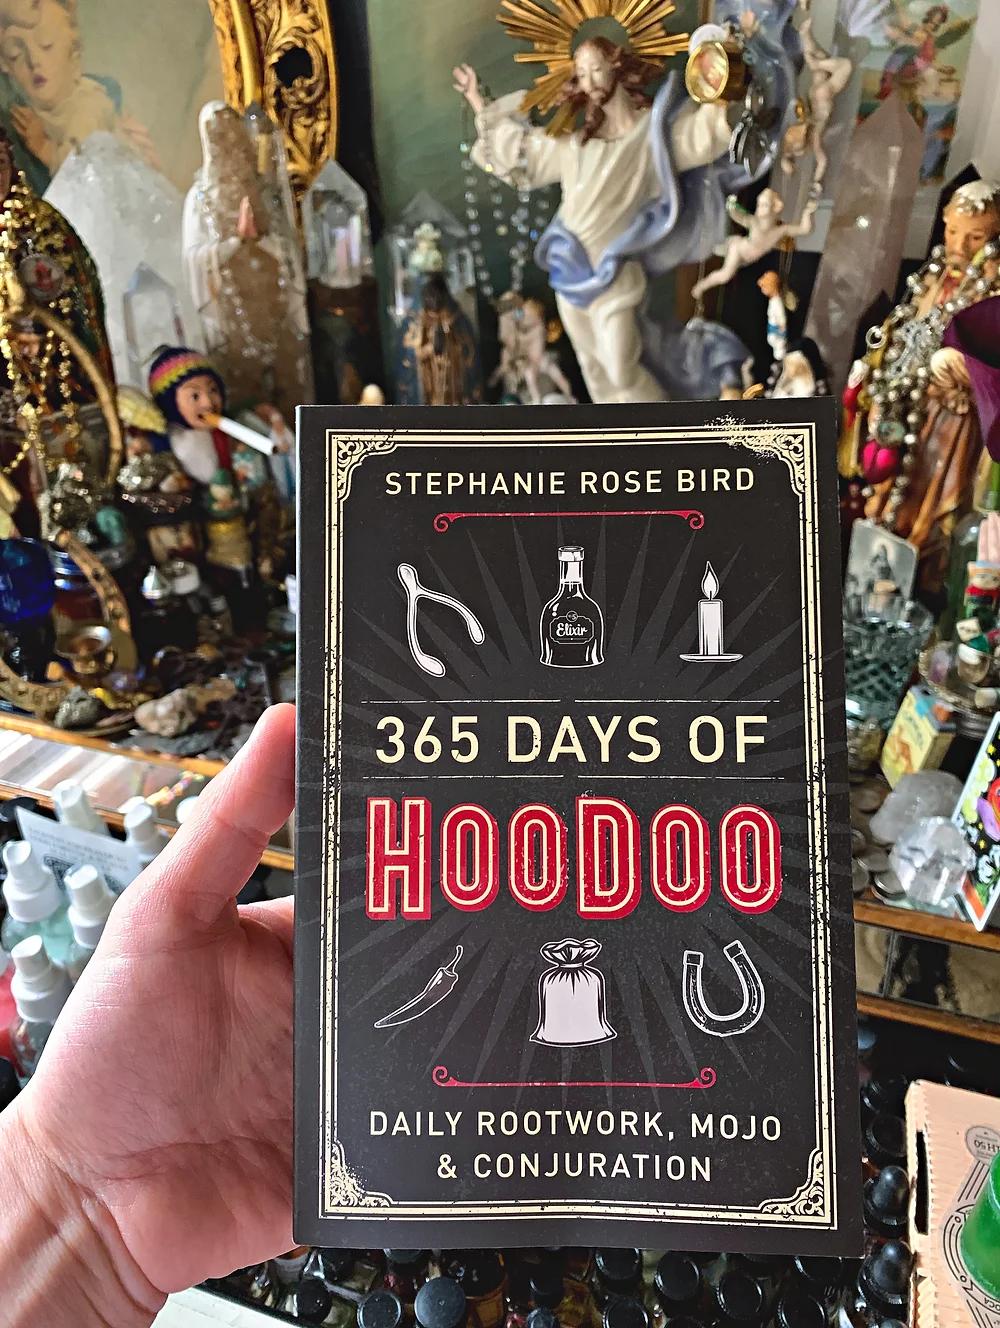 STEPHANIE ROSE BIRD
Elixir
365 DAYS OF
HOODOO
DAILY ROOTWORK, MOJO
& CONJURATION